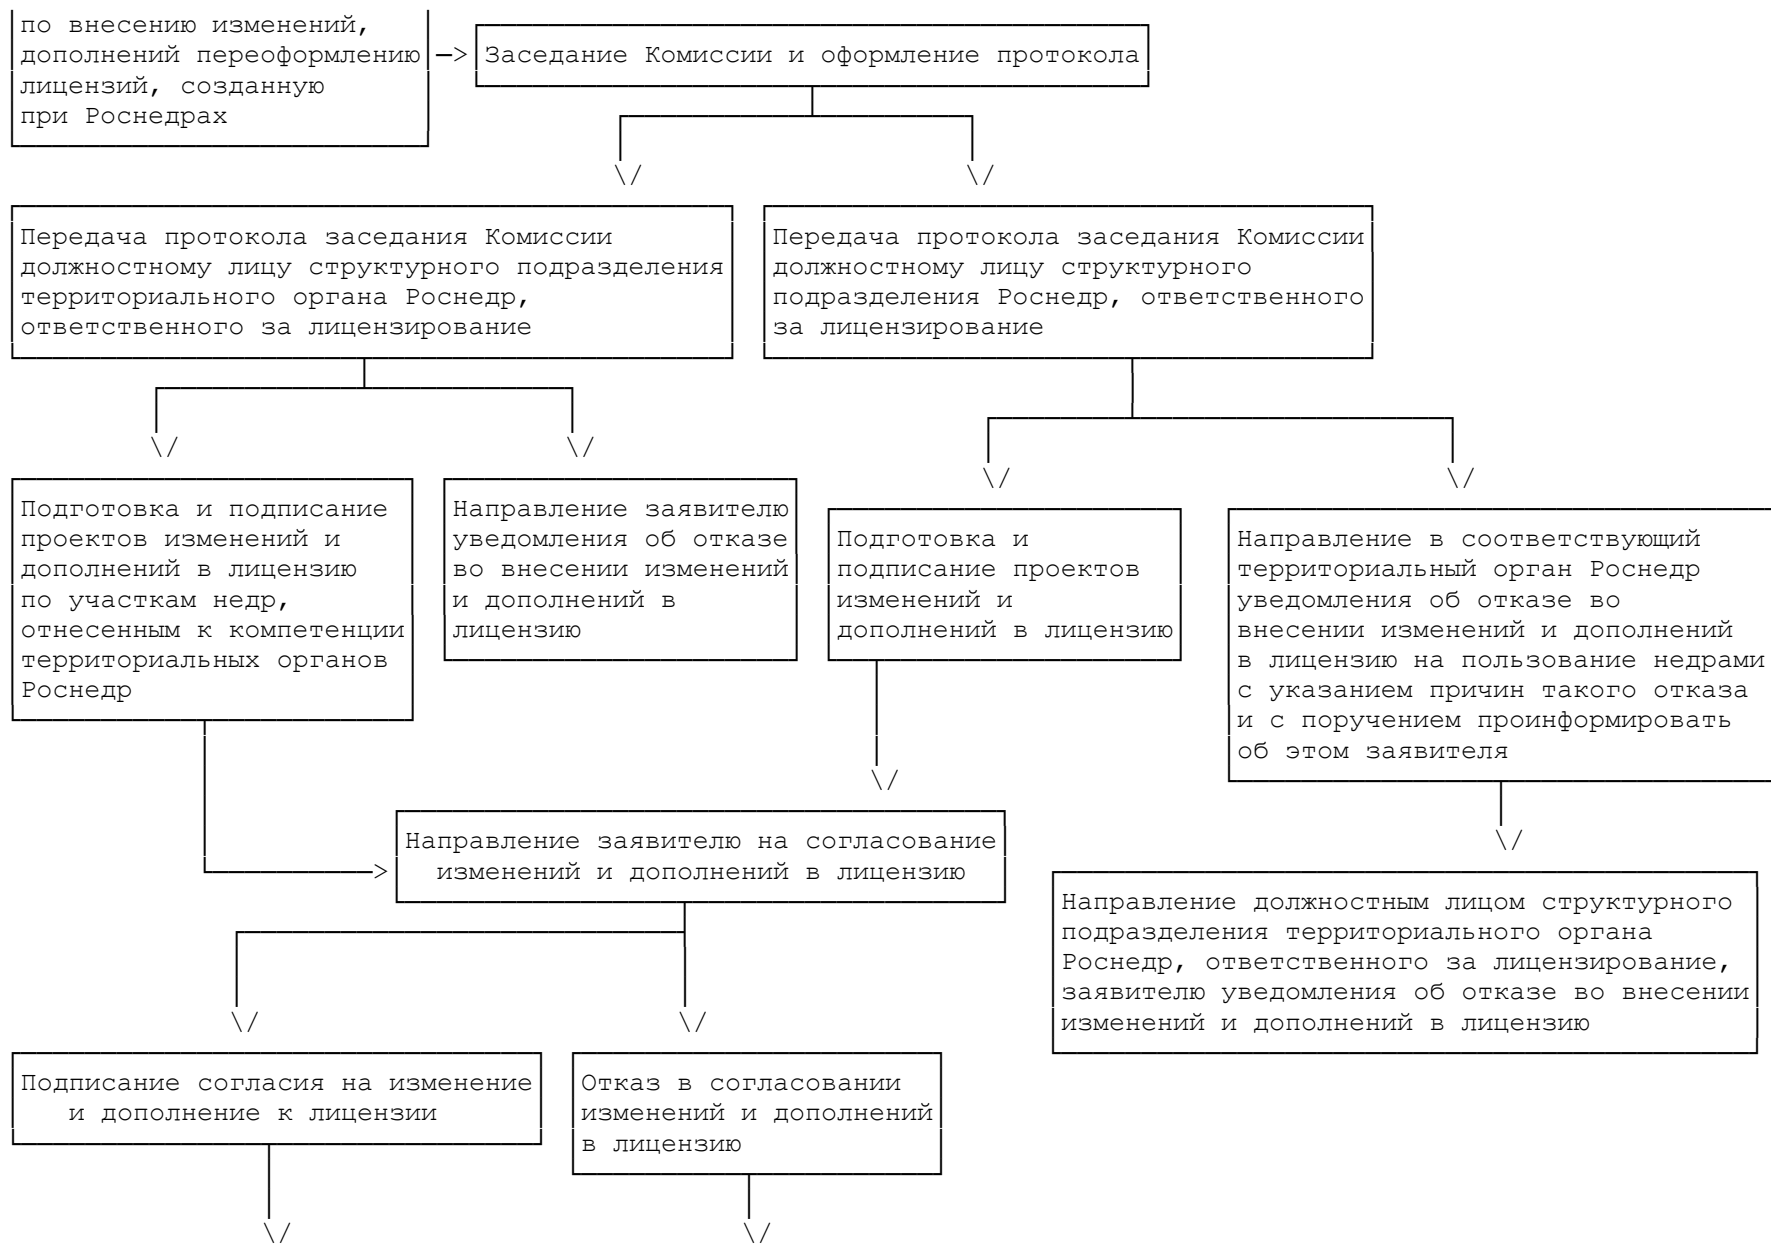 по внесению изменений,
дополнений переоформлению
лицензий, созданную
при Роснедрах
Заседание Комиссии и оформление протокола
Передача протокола заседания Комиссии
должностному лицу структурного подразделения
территориального органа Роснедр,
ответственного за лицензирование
Передача протокола заседания Комиссии
должностному лицу структурного
подразделения Роснедр, ответственного
за лицензирование
Подготовка и подписание
проектов изменений и
дополнений в лицензию
по участкам недр,
отнесенным к компетенции
территориальных органов
Роснедр
Направление заявителю
уведомления об отказе
во внесении изменений
и дополнений в
лицензию
Подготовка и
подписание проектов
изменений и
дополнений в лицензию
Направление в соответствующий
территориальный орган Роснедр
уведомления об отказе во
внесении изменений и дополнений
в лицензию на пользование недрами
с указанием причин такого отказа
и с поручением проинформировать
об этом заявителя
Направление заявителю на согласование
изменений и дополнений в лицензию
Направление должностным лицом структурного
подразделения территориального органа
Роснедр, ответственного за лицензирование,
заявителю уведомления об отказе во внесении
изменений и дополнений в лицензию
Подписание согласия на изменение
и дополнение к лицензии
Отказ в согласовании
изменений и дополнений
в лицензию